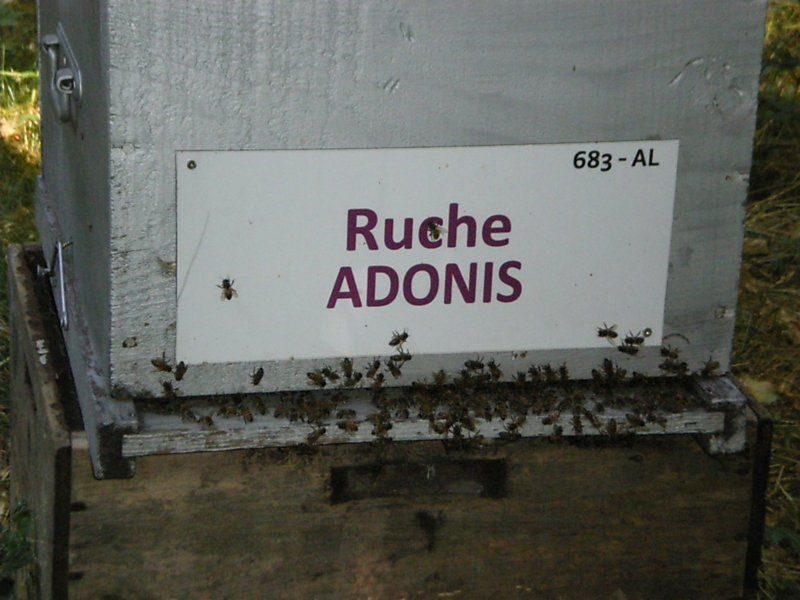 683 - AL
Ruche
ADONIS